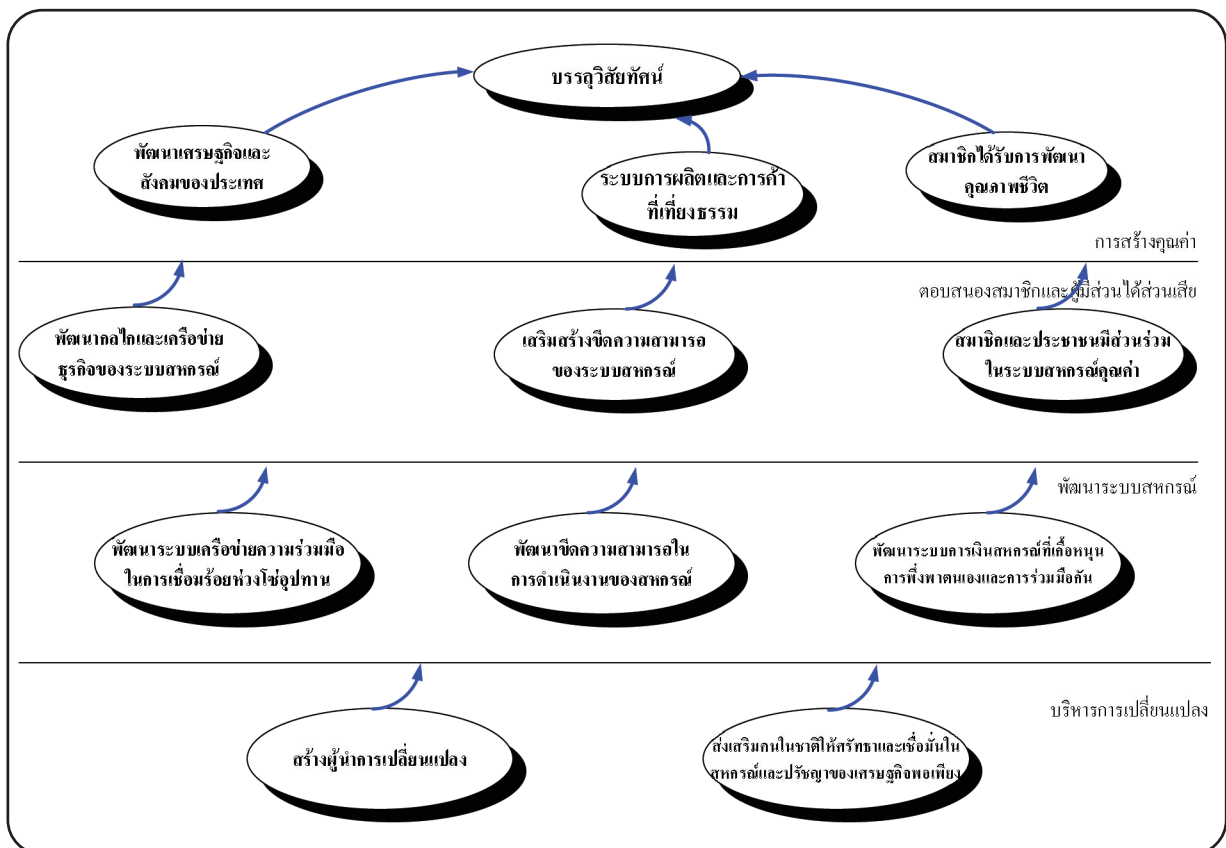 บรรลุวิสัยทัศน์
พัฒนาเศรษฐกิจและ
สังคมของประเทศ
ระบบการผลิตและการค้า
ที่เที่ยงธรรม
สมาชิกได้รับการพัฒนา
คุณภาพชีวิต
การสร้างคุณค่า
ตอบสนองสมาชิกและผู้มีส่วนได้ส่วนเสีย
พัฒนากลไกและเครือข่าย
ธุรกิจของระบบสหกรณ์
เสริมสร้างขีดความสามารถ
ของระบบสหกรณ์
สมาชิกและประชาชนมีส่วนร่วม
ในระบบสหกรณ์คุณค่า
พัฒนาระบบสหกรณ์
พัฒนาระบบเครือข่ายความร่วมมือ
ในการเชื่อมร้อยห่วงโซ่อุปทาน
พัฒนาขีดความสามารถใน
การดำเนินงานของสหกรณ์
พัฒนาระบบการเงินสหกรณ์ที่เกื้อหนุน
การพึ่งพาตนเองและการร่วมมือกัน
บริหารการเปลี่ยนแปลง
สร้างผู้นำการเปลี่ยนแปลง
ส่งเสริมคนในชาติให้ศรัทธาและเชื่อมั่นใน
สหกรณ์และปรัชญาของเศรษฐกิจพอเพียง